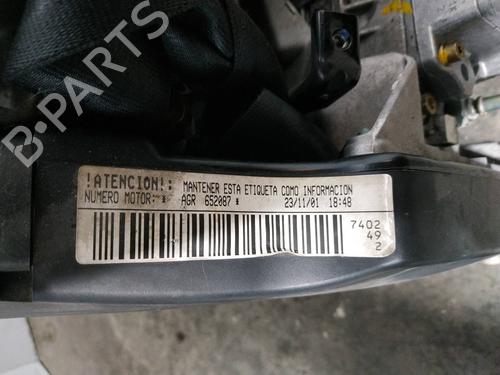 B-PARTS
!ATENCION!: MANTENER ESTA ETIQUETA COMO INFORMACION
NUMERO MOTOR: * AGR 652087 * 23/11/01 18:48
7402
49
2